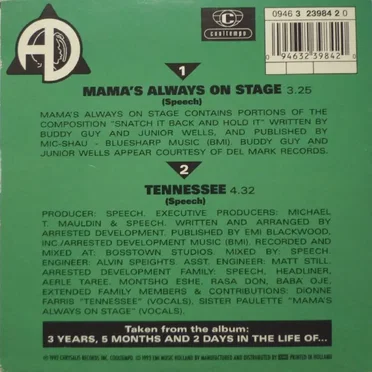 AD
C
contempo
0946 3 23984 2 0
0 94632 39842 0
1
MAMA'S ALWAYS ON STAGE 3.25
(Speech)
MAMA'S ALWAYS ON STAGE CONTAINS PORTIONS OF THE
COMPOSITION "SNATCH IT BACK AND HOLD IT" WRITTEN BY
BUDDY GUY AND JUNIOR WELLS, AND PUBLISHED BY
MIC-SHAU - BLUESHARP MUSIC (BMI). BUDDY GUY AND
JUNIOR WELLS APPEAR COURTESY OF DEL MARK RECORDS.
2
TENNESSEE 4.32
(Speech)
PRODUCER: SPEECH. EXECUTIVE PRODUCERS: MICHAEL
T. MAULDIN & SPEECH. WRITTEN AND ARRANGED BY
ARRESTED DEVELOPMENT. PUBLISHED BY EMI BLACKWOOD,
INC./ARRESTED DEVELOPMENT MUSIC (BMI). RECORDED AND
MIXED AT: BOSSTOWN STUDIOS. MIXED BY: SPEECH.
ENGINEER: ALVIN SPEIGHTS. ASST. ENGINEER: MATT STILL.
ARRESTED DEVELOPMENT FAMILY: SPEECH, HEADLINER,
AERLE TAREE, MONTSHO ESHE, RASA DON, BABA OJE,
EXTENDED FAMILY MEMBERS & CONTRIBUTORS: DIONNE
FARRIS "TENNESSEE" (VOCALS), SISTER PAULETTE "MAMA'S
ALWAYS ON STAGE" (VOCALS).
Taken from the album:
3 YEARS, 5 MONTHS AND 2 DAYS IN THE LIFE OF...